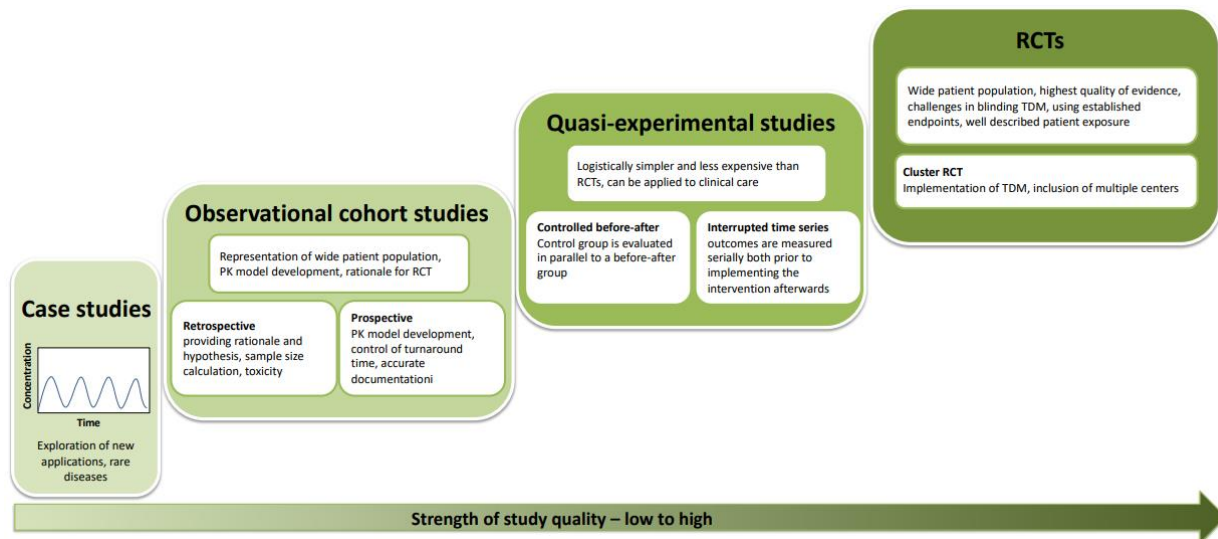 Case studies
Concentration
Time
Exploration of new
applications, rare
diseases
Observational cohort studies
Representation of wide patient population,
PK model development, rationale for RCT
Retrospective
providing rationale and
hypothesis, sample size
calculation, toxicity
Prospective
PK model development,
control of turnaround
time, accurate
documentationi
Quasi-experimental studies
Logistically simpler and less expensive than
RCTs, can be applied to clinical care
Controlled before-after
Control group is evaluated
in parallel to a before-after
group
Interrupted time series
outcomes are measured
serially both prior to
implementing the
intervention afterwards
RCTs
Wide patient population, highest quality of evidence,
challenges in blinding TDM, using established
endpoints, well described patient exposure
Cluster RCT
Implementation of TDM, inclusion of multiple centers
Strength of study quality – low to high